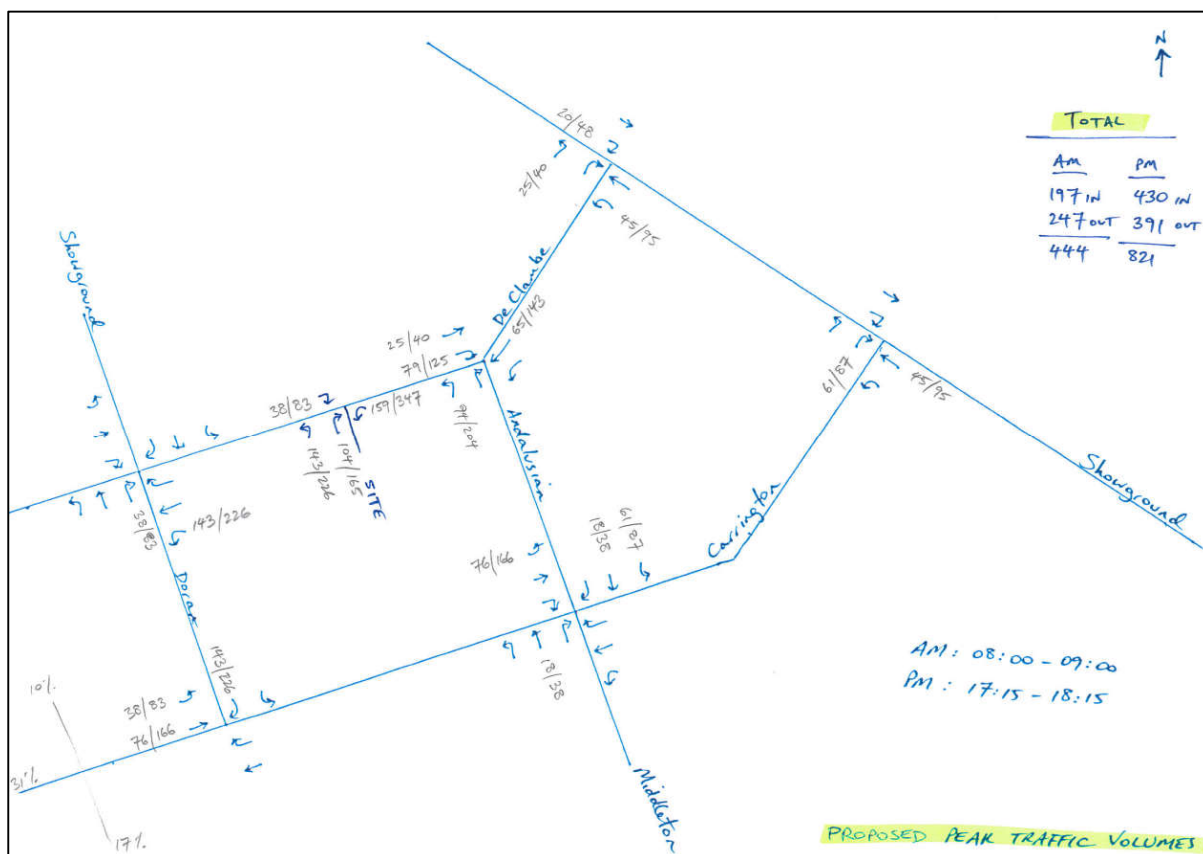 N
TOTAL
AM PM
197 IN 430 IN
247 OUT 391 OUT
444 821
20/48
25/40
45/95
De Clambe
65/143
Showground
25/40
79/125
38/83
159/347
94/204
143/226
104/165
SITE
61/87
45/95
Showground
Andalusian
Carrington
38/83
143/226
Doran
76/166
18/38
61/87
18/38
143/226
38/83
76/166
10%
31%
17%
Middleton
AM: 08:00 - 09:00
PM: 17:15 - 18:15
PROPOSED PEAK TRAFFIC VOLUMES